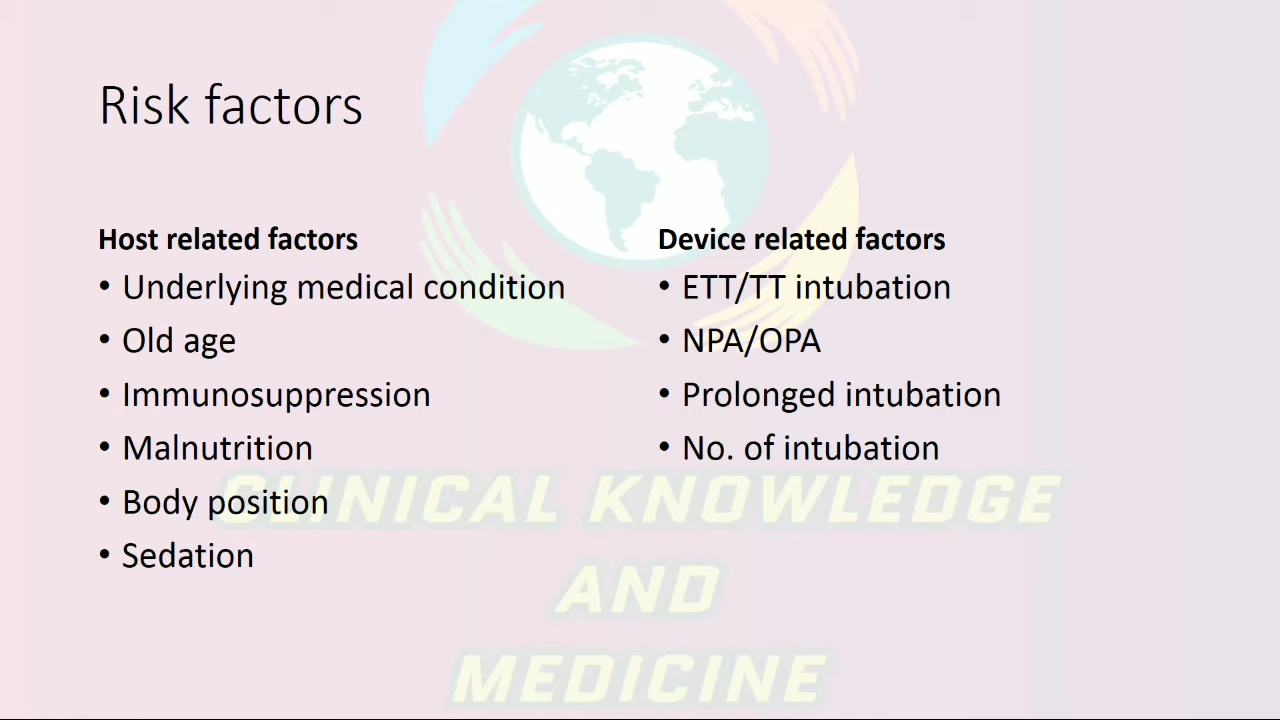 Risk factors
Host related factors
• Underlying medical condition
• Old age
• Immunosuppression
• Malnutrition
• Body position
• Sedation
Device related factors
• ETT/TT intubation
• NPA/OPA
• Prolonged intubation
• No. of intubation
CLINICAL KNOWLEDGE
AND
MEDICINE